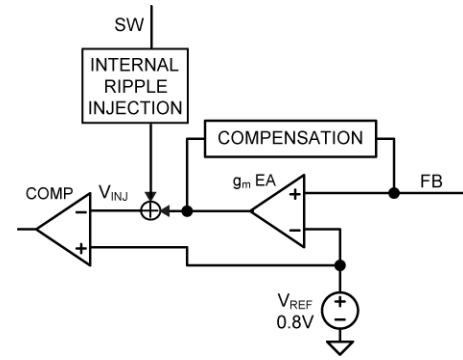 SW
INTERNAL
RIPPLE
INJECTION
COMPENSATION
gm EA
COMP
VINJ
FB
+
−
−
+
VREF
0.8V
+
−